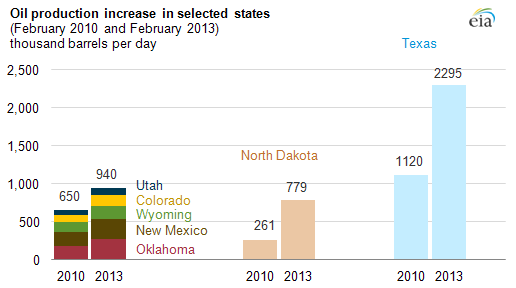 Oil production increase in selected states
(February 2010 and February 2013)
thousand barrels per day
eia
Texas
2,500
2,000
1,500
1,000
500
0
650
940
Utah
Colorado
Wyoming
New Mexico
Oklahoma
North Dakota
261
779
1120
2295
2010 2013
2010 2013
2010 2013